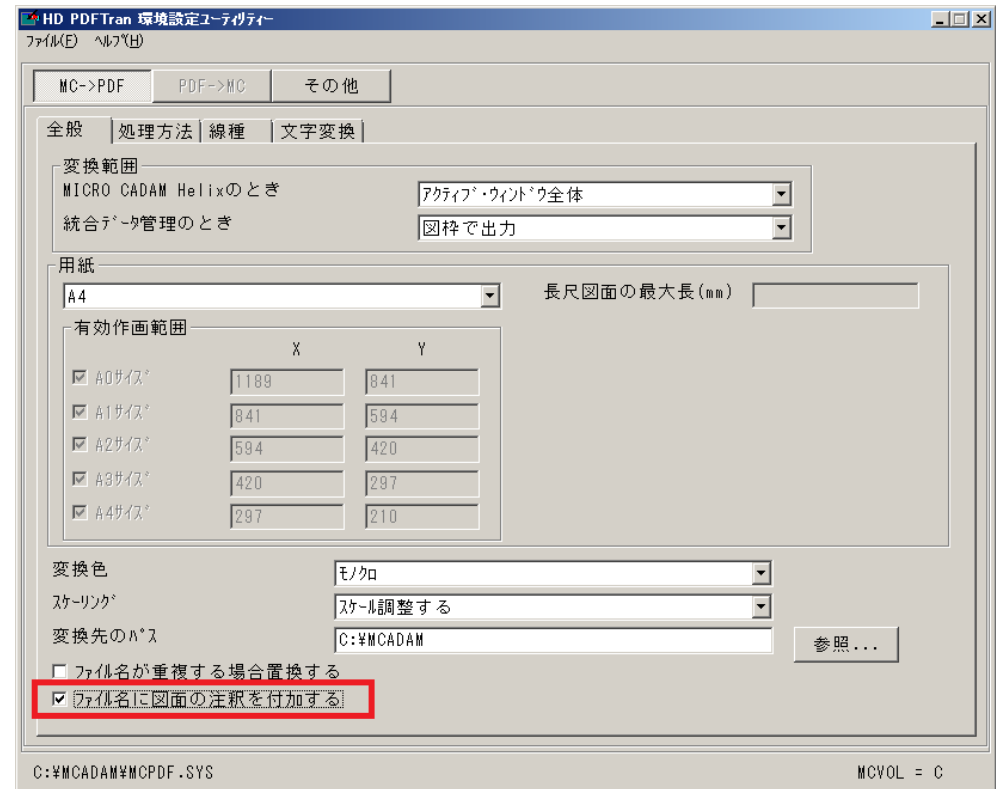 HD PDFTran 環境設定ﾕｰﾃｨﾘﾃｨｰ
ﾌｧｲﾙ(F) ﾍﾙﾌﾟ(H)
MC->PDF PDF->MC その他
全般 処理方法 線種 文字変換
変換範囲
MICRO CADAM Helixのとき ｱｸﾃｨﾌﾞ･ｳｨﾝﾄﾞｳ全体
統合ﾃﾞｰﾀ管理のとき 図枠で出力
用紙
A4 長尺図面の最大長(mm)
有効作画範囲
X Y
A0ｻｲｽﾞ 1189 841
A1ｻｲｽﾞ 841 594
A2ｻｲｽﾞ 594 420
A3ｻｲｽﾞ 420 297
A4ｻｲｽﾞ 297 210
変換色 ﾓﾉｸﾛ
ｽｹｰﾘﾝｸﾞ ｽｹｰﾙ調整する
変換先のﾊﾟｽ C:¥MCADAM 参照...
ﾌｧｲﾙ名が重複する場合置換する
ﾌｧｲﾙ名に図面の注釈を付加する
C:¥MCADAM¥MCPDF.SYS MCVOL = C